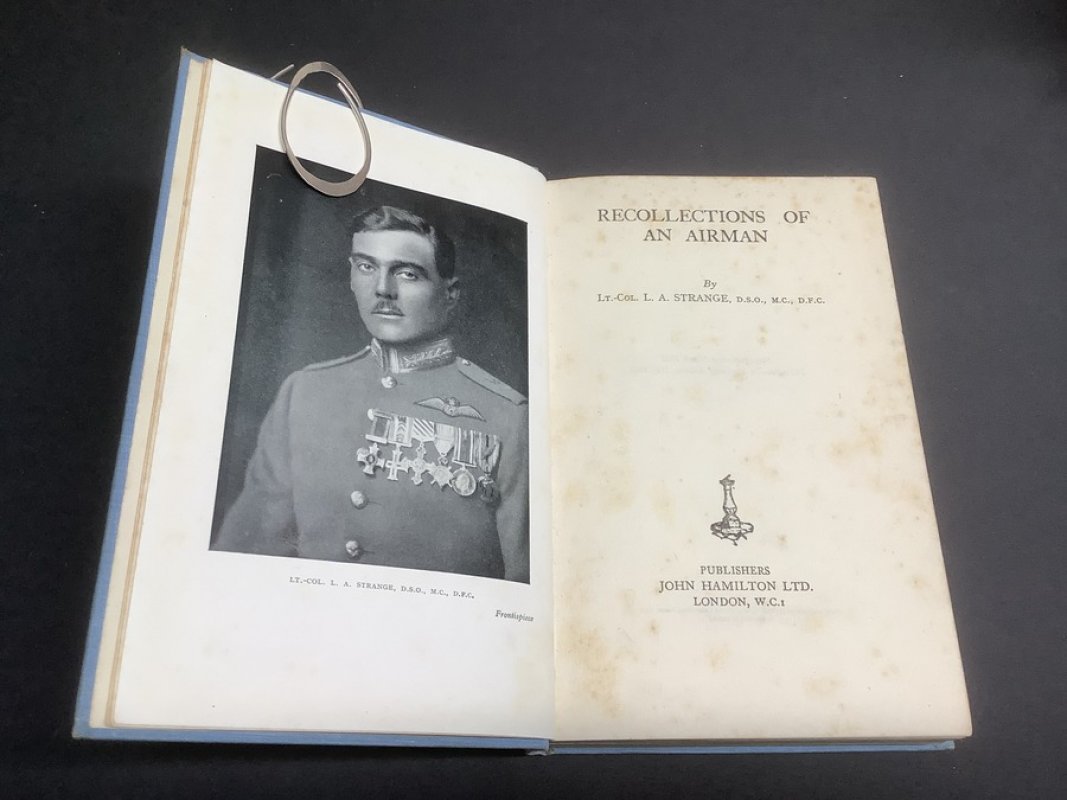 LT.-COL. L. A. STRANGE, D.S.O., M.C., D.F.C.
Frontispiece
RECOLLECTIONS OF
AN AIRMAN
By
LT.-COL. L. A. STRANGE, D.S.O., M.C., D.F.C.
PUBLISHERS
JOHN HAMILTON LTD.
LONDON, W.C.1